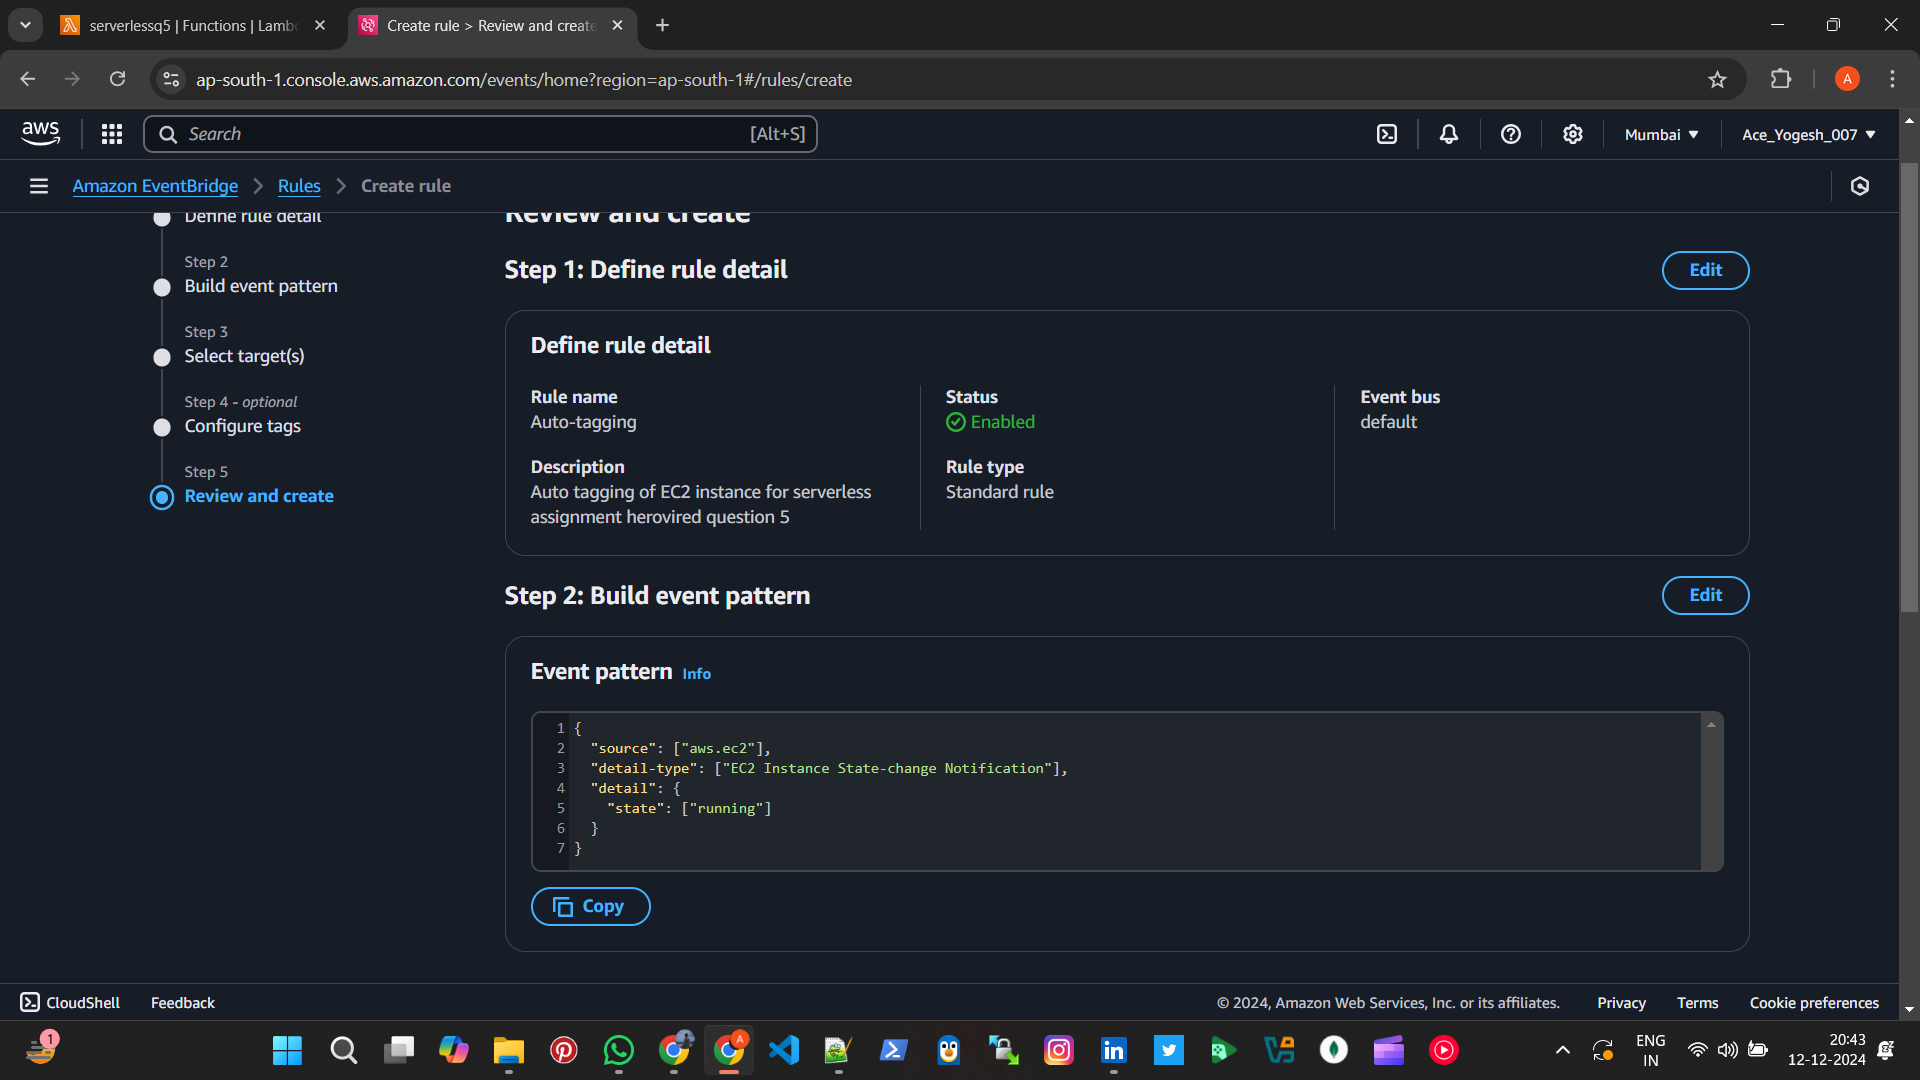 serverlessq5 | Functions | Lamb
Create rule > Review and create
ap-south-1.console.aws.amazon.com/events/home?region=ap-south-1#/rules/create
A
aws
Search
[Alt+S]
Mumbai
Ace_Yogesh_007
Amazon EventBridge
Rules
Create rule
Define rule detail
Step 2
Build event pattern
Step 3
Select target(s)
Step 4 - optional
Configure tags
Step 5
Review and create
Review and create
Step 1: Define rule detail
Edit
Define rule detail
Rule name
Auto-tagging
Description
Auto tagging of EC2 instance for serverless
assignment herovired question 5
Status
Enabled
Rule type
Standard rule
Event bus
default
Step 2: Build event pattern
Edit
Event pattern Info
1 {
2 "source": ["aws.ec2"],
3 "detail-type": ["EC2 Instance State-change Notification"],
4 "detail": {
5 "state": ["running"]
6 }
7 }
Copy
CloudShell
Feedback
© 2024, Amazon Web Services, Inc. or its affiliates.
Privacy
Terms
Cookie preferences
1
A
in
ENG
IN
20:43
12-12-2024